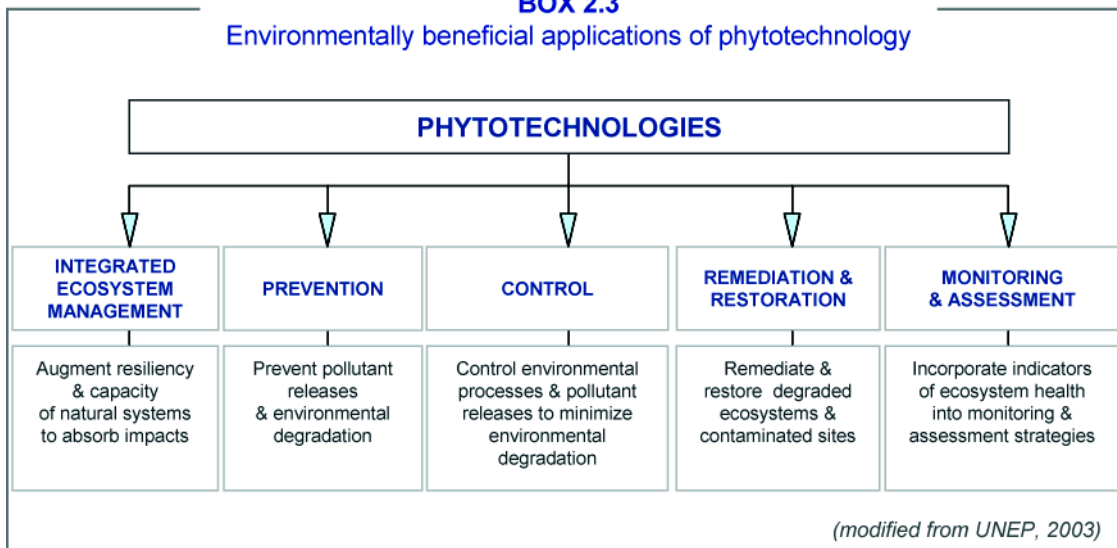 BOX 2.3
Environmentally beneficial applications of phytotechnology
PHYTOTECHNOLOGIES
INTEGRATED
ECOSYSTEM
MANAGEMENT
Augment resiliency
& capacity
of natural systems
to absorb impacts
PREVENTION
Prevent pollutant
releases
& environmental
degradation
CONTROL
Control environmental
processes & pollutant
releases to minimize
environmental
degradation
REMEDIATION &
RESTORATION
Remediate &
restore degraded
ecosystems &
contaminated sites
MONITORING
& ASSESSMENT
Incorporate indicators
of ecosystem health
into monitoring &
assessment strategies
(modified from UNEP, 2003)